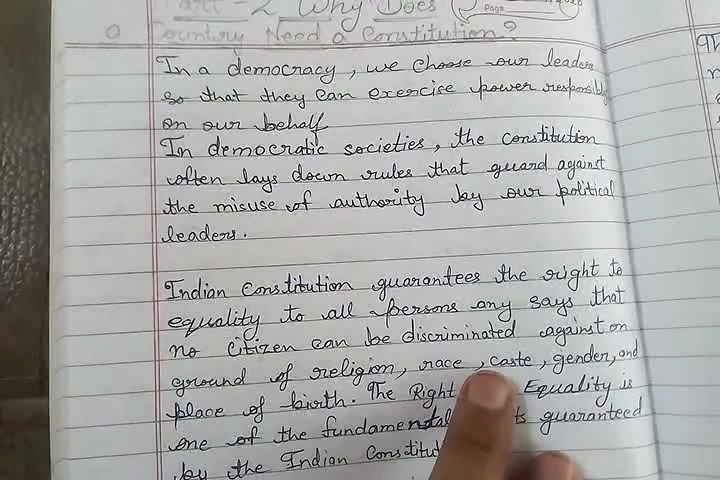 Part - 2 Why Does
Page
a Country Need a Constitution?
In a democracy, we choose our leaders
so that they can exercise power responsibly
on our behalf
In democratic societies, the constitution
often lays down rules that guard against
the misuse of authority by our political
leaders.
Indian Constitution guarantees the right to
equality to all persons any says that
no citizen can be discriminated against on
ground of religion, race, caste, gender, and
place of birth. The Right Equality is
one of the fundamental guaranteed
by the Indian